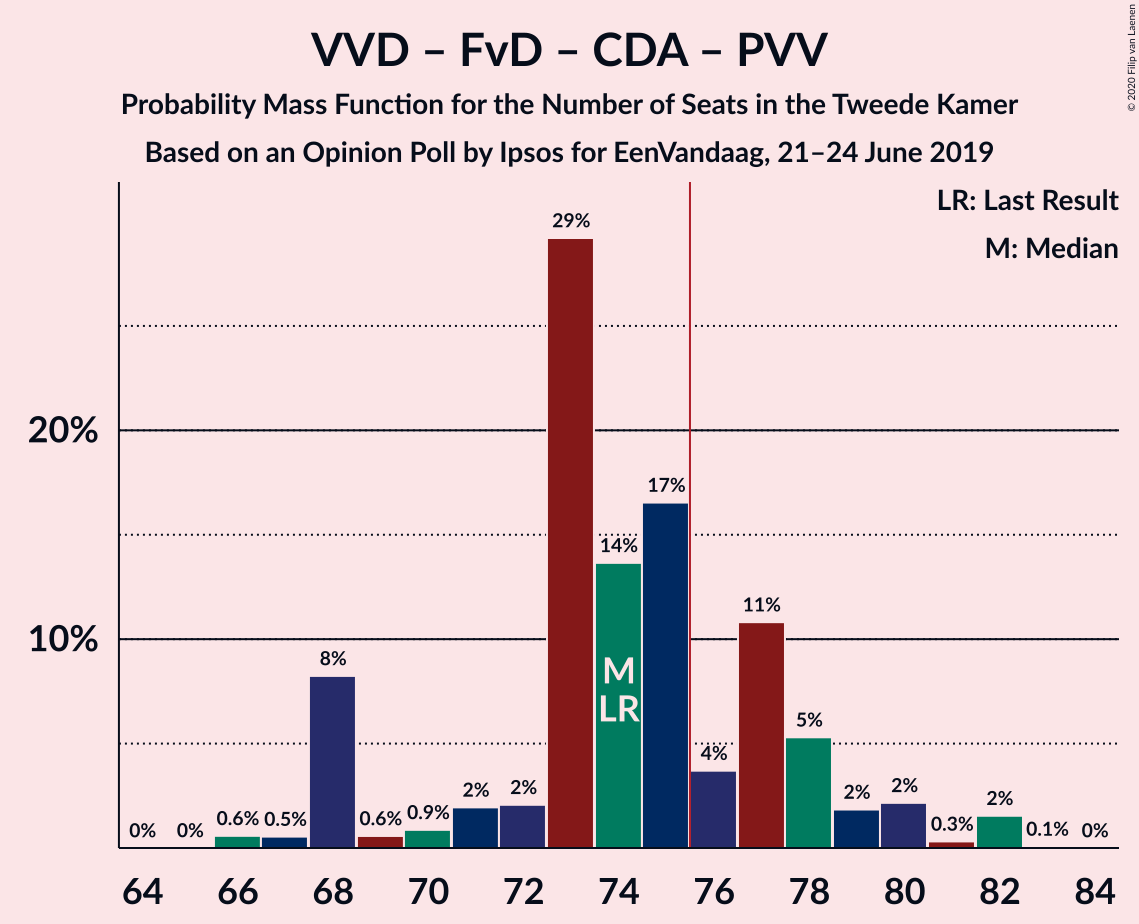 VVD – FvD – CDA – PVV
Probability Mass Function for the Number of Seats in the Tweede Kamer
Based on an Opinion Poll by Ipsos for EenVandaag, 21–24 June 2019
© 2020 Filip van Laenen
LR: Last Result
M: Median
20%
10%
0%
0%
0.6%
0.5%
8%
0.6%
0.9%
2%
2%
29%
14%
17%
4%
11%
5%
2%
2%
0.3%
2%
0.1%
0%
M
LR
64 66 68 70 72 74 76 78 80 82 84